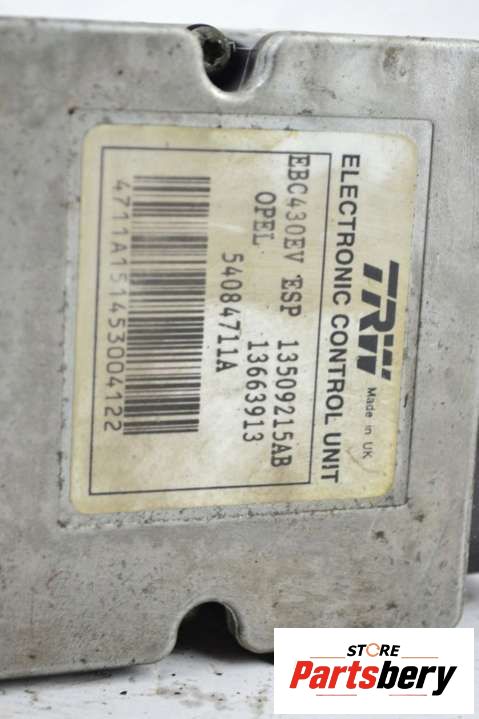 TRW Made in UK
ELECTRONIC CONTROL UNIT
EBC430EV ESP 13509215AB
OPEL 13663913
54084711A
4711A151453004122
STORE
Partsbery